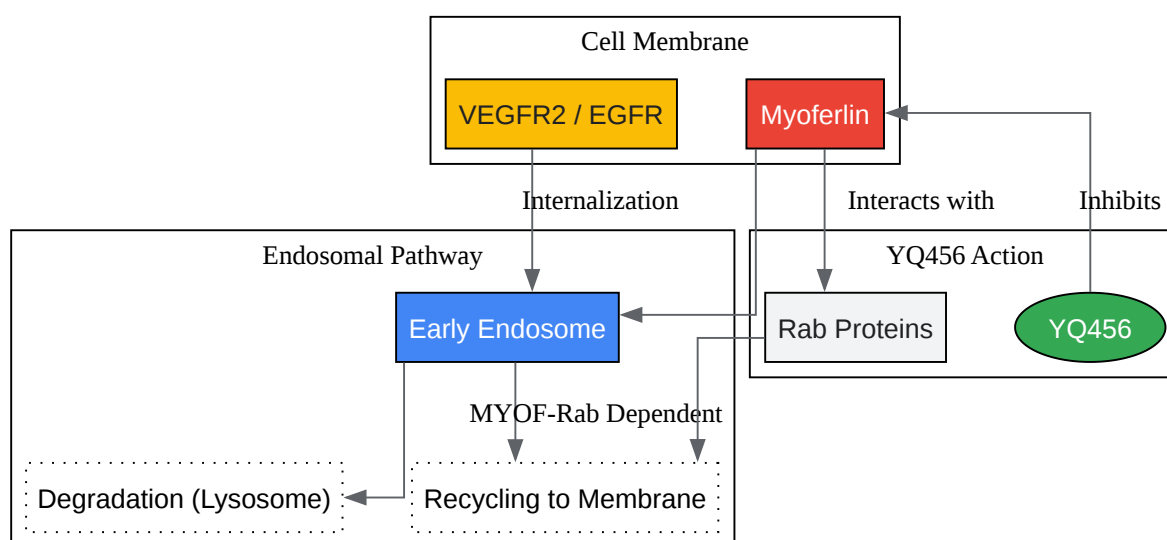 Cell Membrane
VEGFR2 / EGFR
Myoferlin
Internalization
Interacts with
Inhibits
Endosomal Pathway
YQ456 Action
Early Endosome
Rab Proteins
YQ456
MYOF-Rab Dependent
Degradation (Lysosome)
Recycling to Membrane